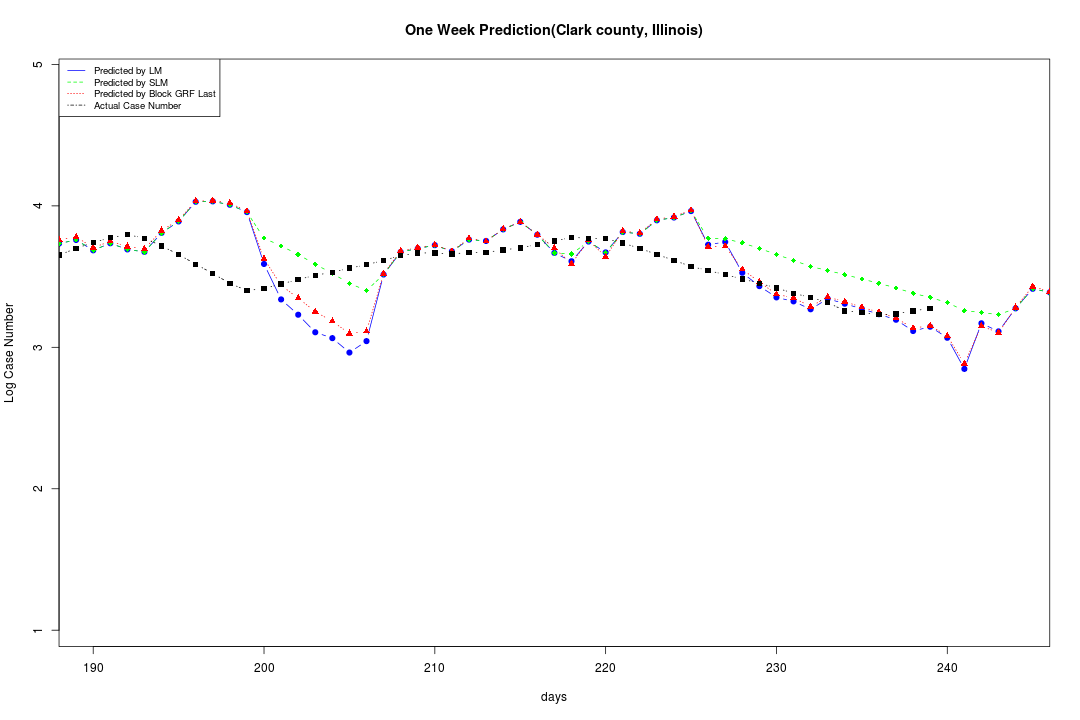 One Week Prediction(Clark county, Illinois)
Predicted by LM
Predicted by SLM
Predicted by Block GRF Last
Actual Case Number
5
4
3
2
1
Log Case Number
190 200 210 220 230 240
days